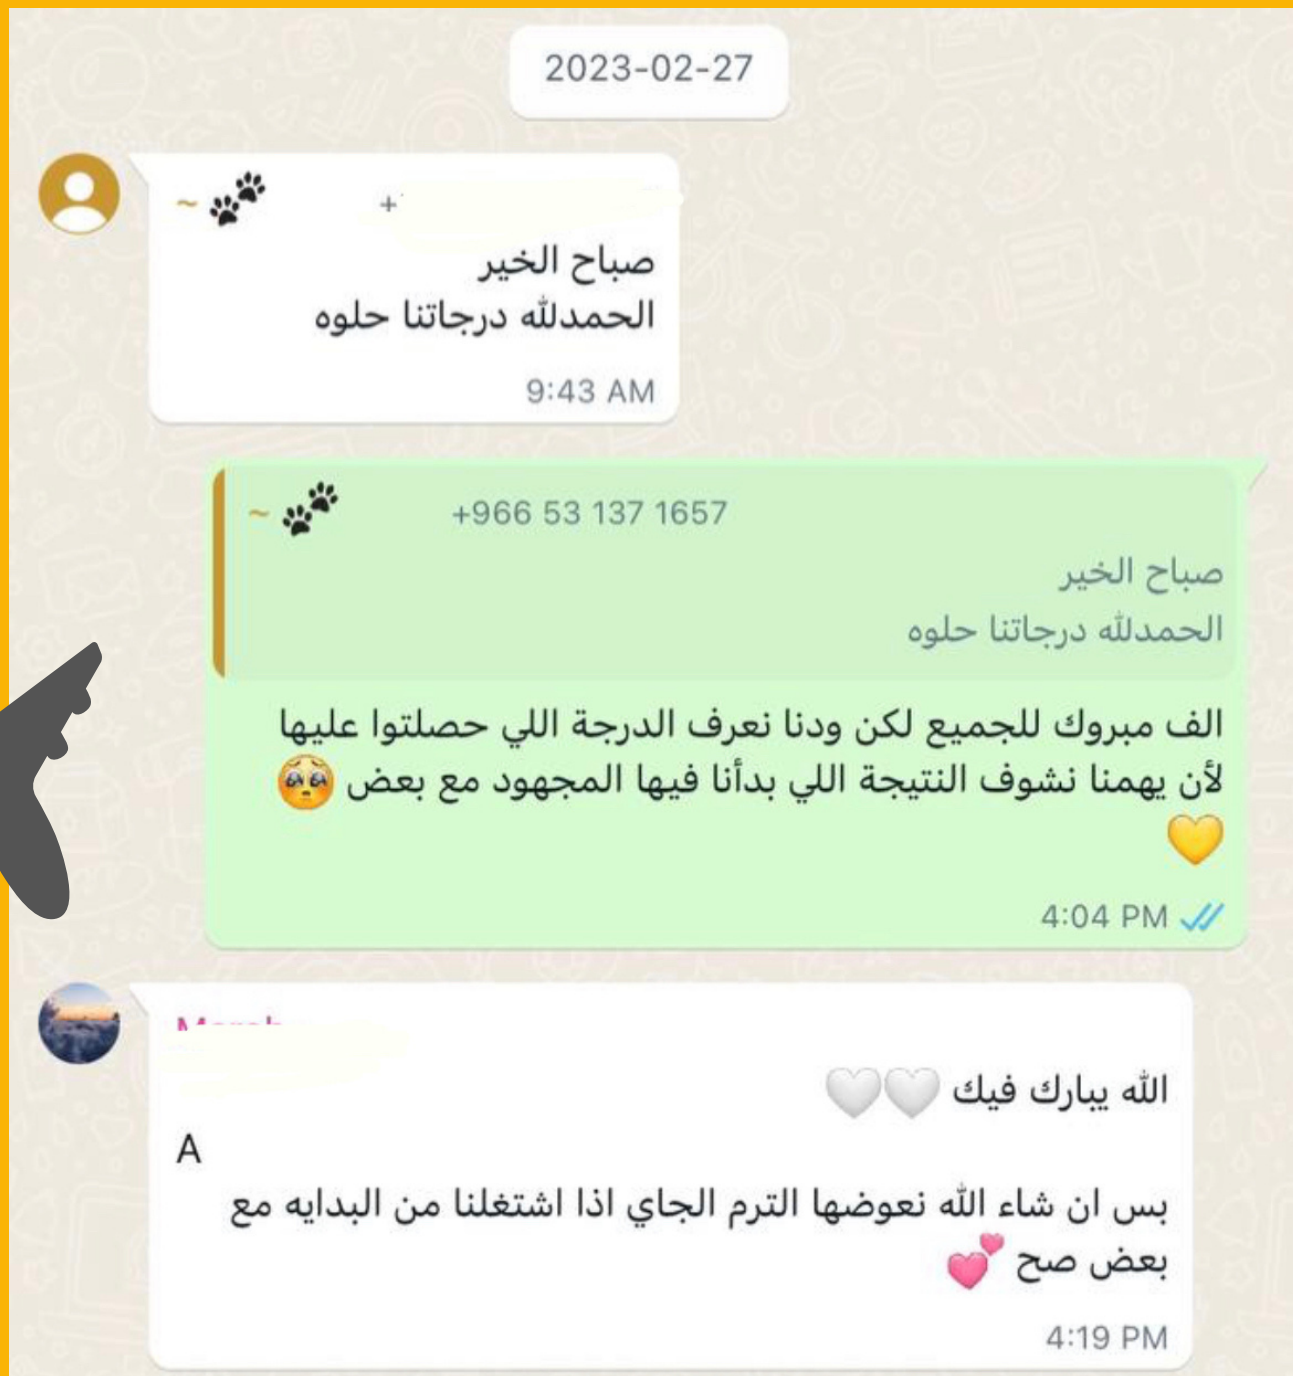 2023-02-27
~ 🐾 +
صباح الخير
الحمدلله درجاتنا حلوه
9:43 AM
~ 🐾 +966 53 137 1657
صباح الخير
الحمدلله درجاتنا حلوه
الف مبروك للجميع لكن ودنا نعرف الدرجة اللي حصلتوا عليها
لأن يهمنا نشوف النتيجة اللي بدأنا فيها المجهود مع بعض 🥺
💛
4:04 PM
الله يبارك فيك 🤍🤍
A
بس ان شاء الله نعوضها الترم الجاي اذا اشتغلنا من البدايه مع
بعض صح 💕
4:19 PM